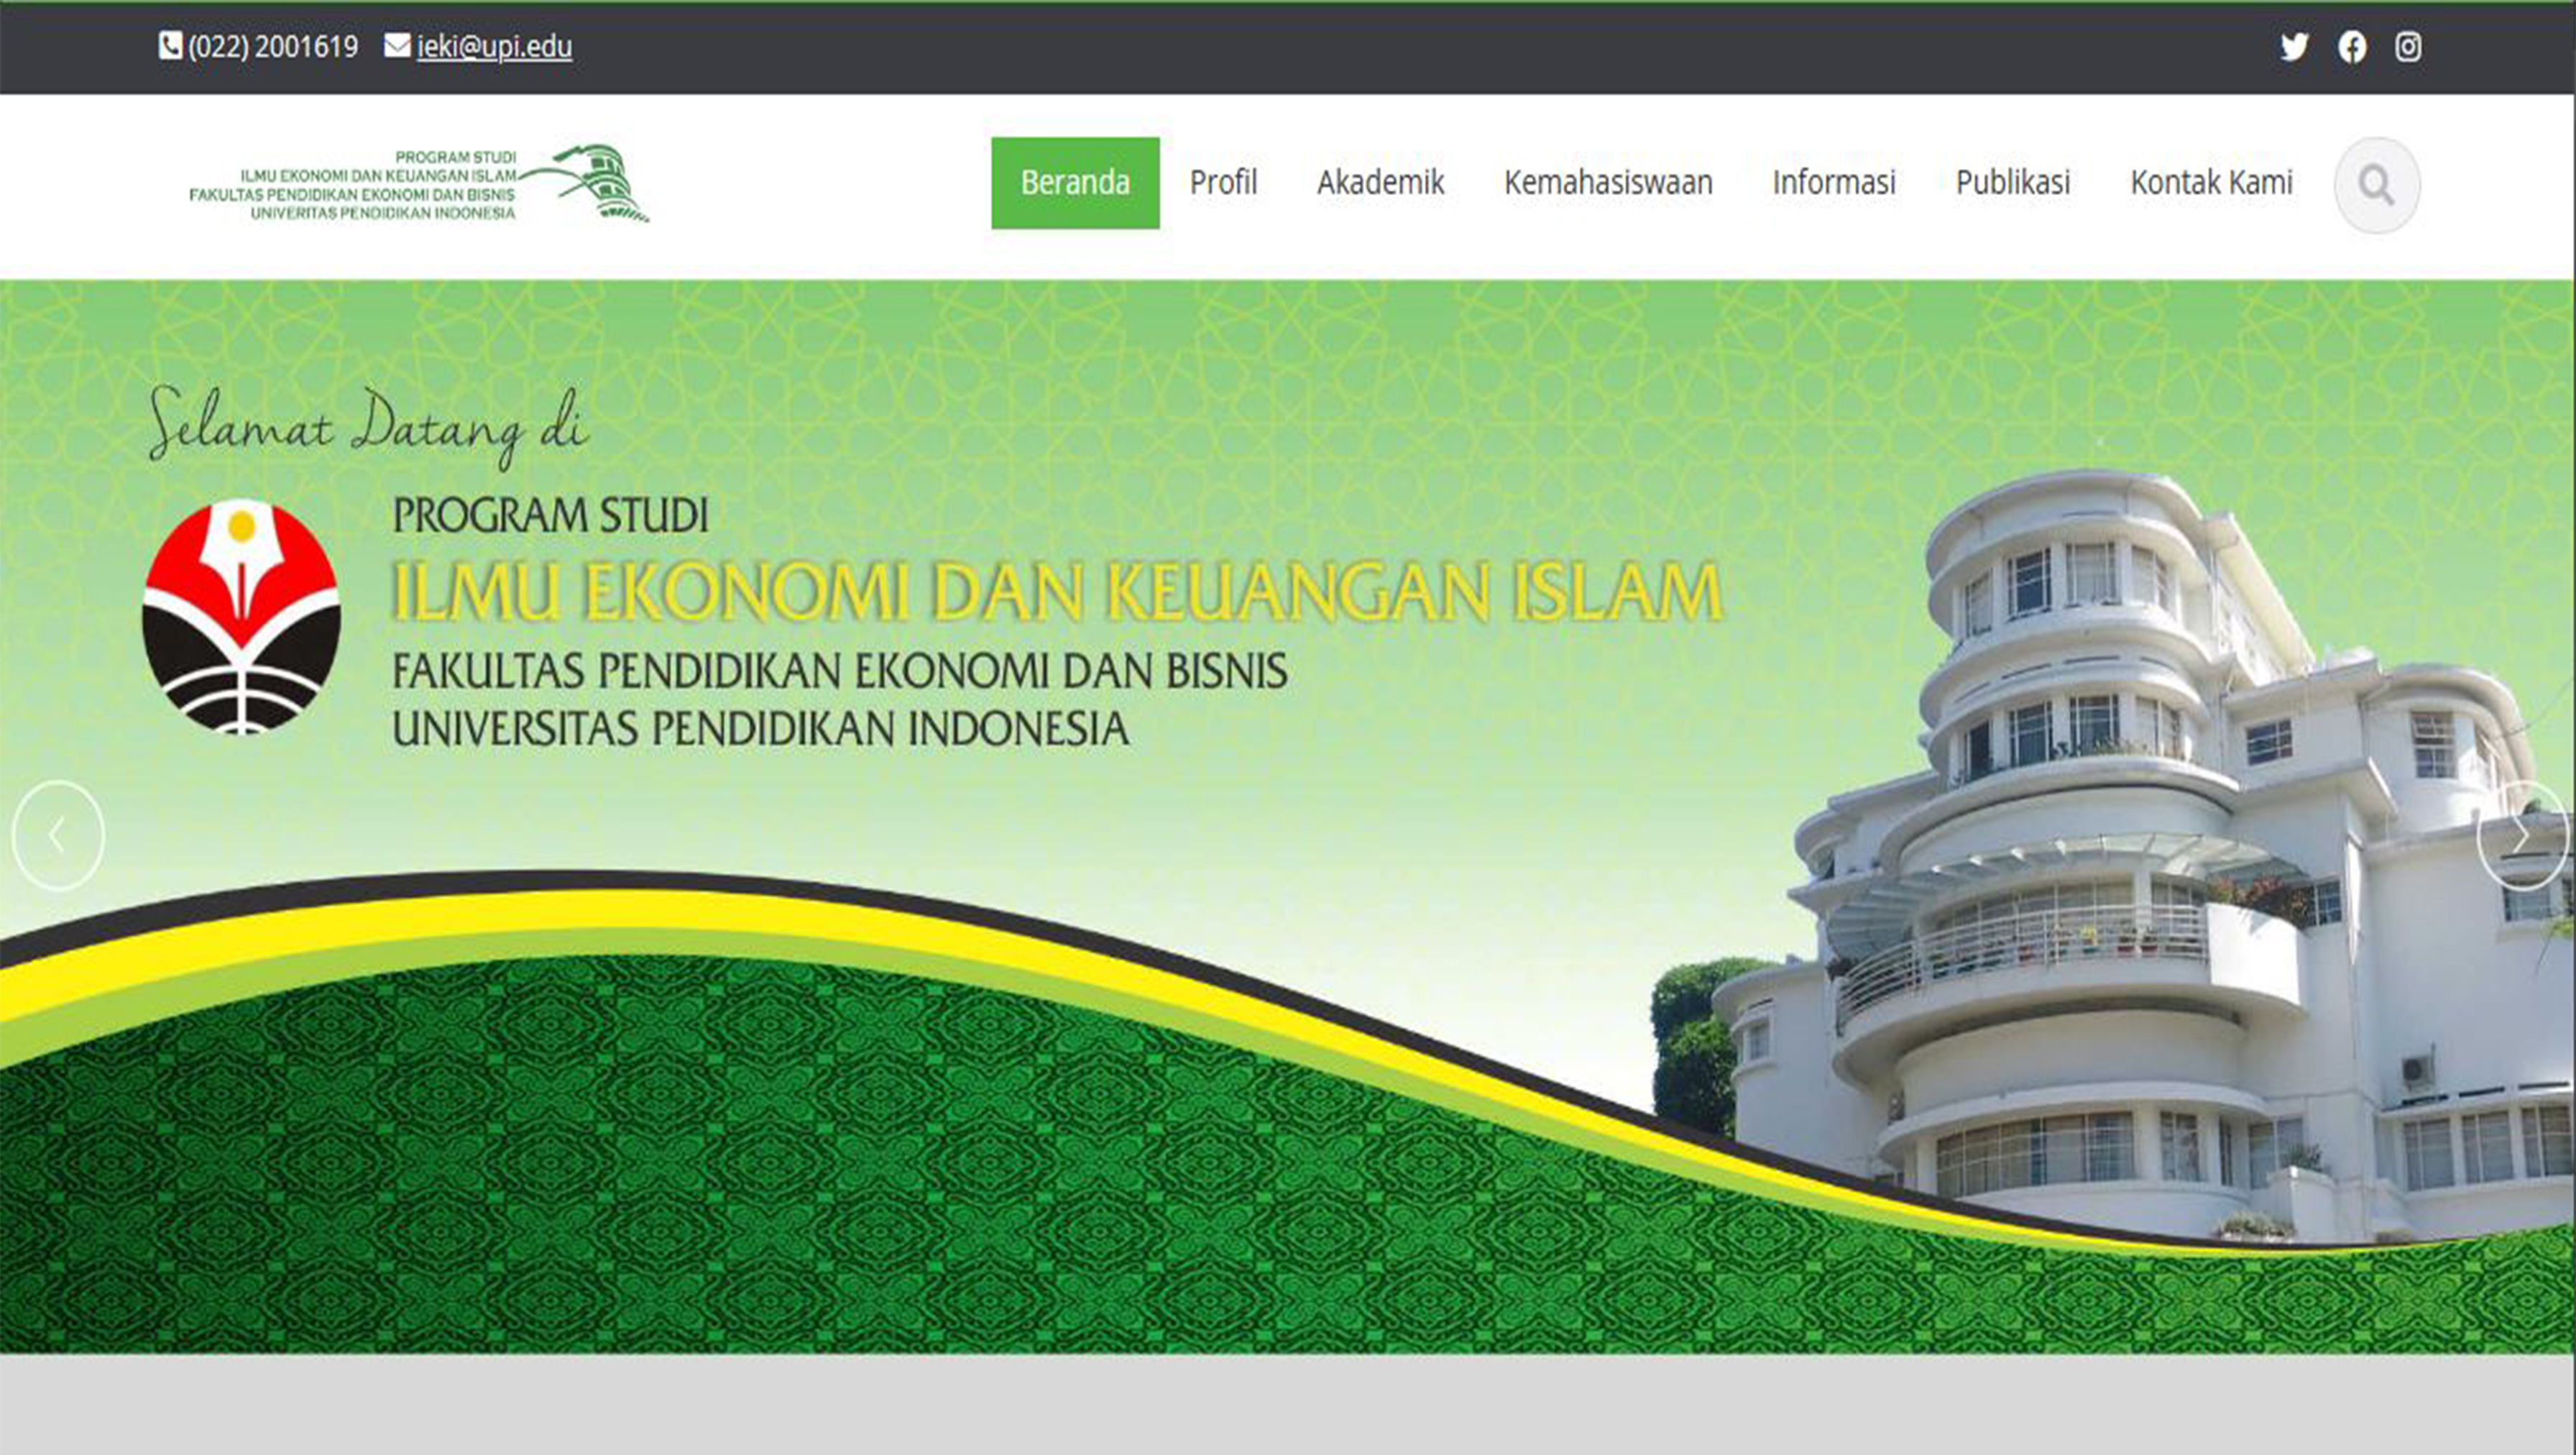 (022) 2001619 ieki@upi.edu
PROGRAM STUDI
ILMU EKONOMI DAN KEUANGAN ISLAM
FAKULTAS PENDIDIKAN EKONOMI DAN BISNIS
UNIVERITAS PENDIDIKAN INDONESIA
Beranda Profil Akademik Kemahasiswaan Informasi Publikasi Kontak Kami
Selamat Datang di
PROGRAM STUDI
ILMU EKONOMI DAN KEUANGAN ISLAM
FAKULTAS PENDIDIKAN EKONOMI DAN BISNIS
UNIVERSITAS PENDIDIKAN INDONESIA